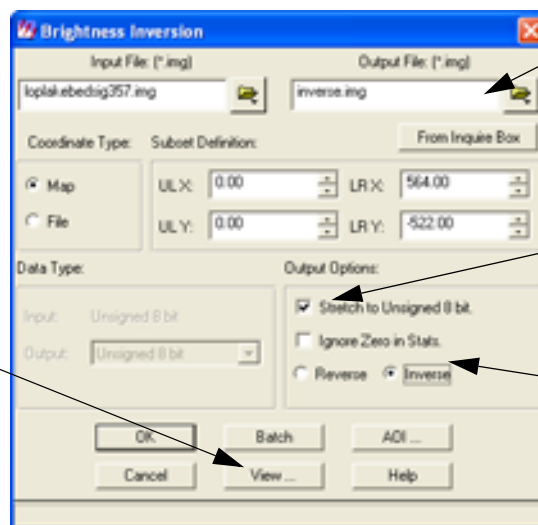 Brightness Inversion
Input File: (*.img) Output File: (*.img)
loplakebedsig357.img inverse.img
Coordinate Type: Subset Definition: From Inquire Box
Map UL X: 0.00 LR X: 564.00
File UL Y: 0.00 LR Y: -522.00
Data Type: Output Options:
Stretch to Unsigned 8 bit.
Input: Unsigned 8 bit
Ignore Zero in Stats.
Output: Unsigned 8 bit
Reverse Inverse
OK Batch AOI ...
Cancel View ... Help